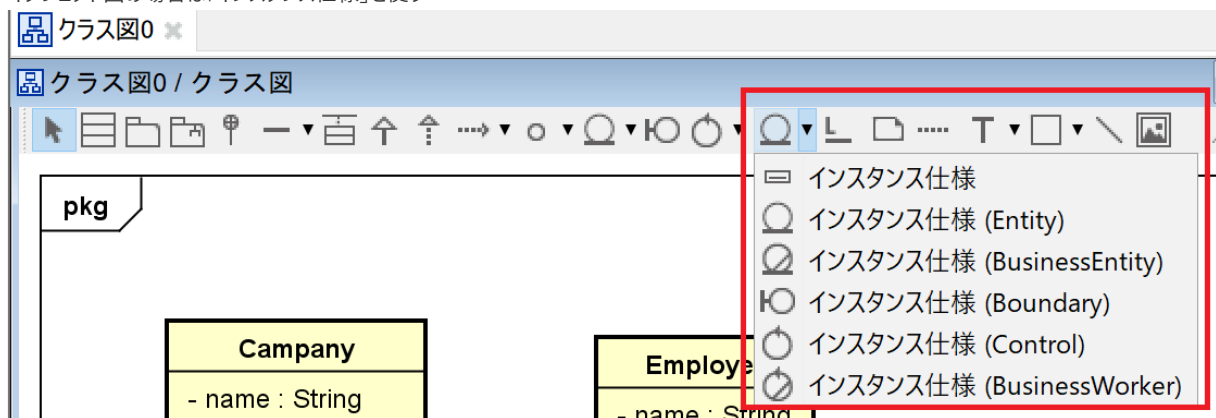 クラス図0
クラス図0 / クラス図
T
pkg
インスタンス仕様
インスタンス仕様 (Entity)
インスタンス仕様 (BusinessEntity)
インスタンス仕様 (Boundary)
インスタンス仕様 (Control)
インスタンス仕様 (BusinessWorker)
Campany
- name : String
Employe
- name : String